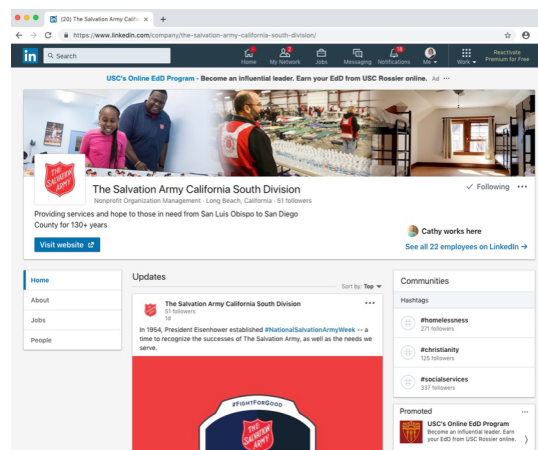 (20) The Salvation Army Califo
https://www.linkedin.com/company/the-salvation-army-california-south-division/
in
Search
Home
2
My Network
Jobs
Messaging
18
Notifications
Me
Work
Reactivate
Premium for Free
USC's Online EdD Program - Become an influential leader. Earn your EdD from USC Rossier online. Ad ···
THE
SALVATION
ARMY
The Salvation Army California South Division
Nonprofit Organization Management · Long Beach, California · 51 followers
Following
Providing services and hope to those in need from San Luis Obispo to San Diego
County for 130+ years
Cathy works here
Visit website
See all 22 employees on LinkedIn →
Home
About
Jobs
People
Updates
Sort by: Top
The Salvation Army California South Division
51 followers
1d
In 1954, President Eisenhower established #NationalSalvationArmyWeek -- a
time to recognize the successes of The Salvation Army, as well as the needs we
serve.
#FIGHTFORGOOD
THE
SALVATION
ARMY
Communities
Hashtags
#homelessness
271 followers
#christianity
125 followers
#socialservices
337 followers
Promoted
USC's Online EdD Program
Become an influential leader. Earn
your EdD from USC Rossier online.